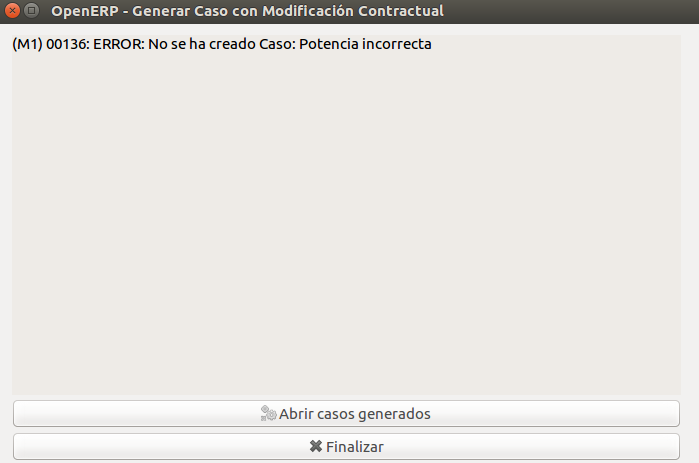 OpenERP - Generar Caso con Modificación Contractual
(M1) 00136: ERROR: No se ha creado Caso: Potencia incorrecta
Abrir casos generados
Finalizar